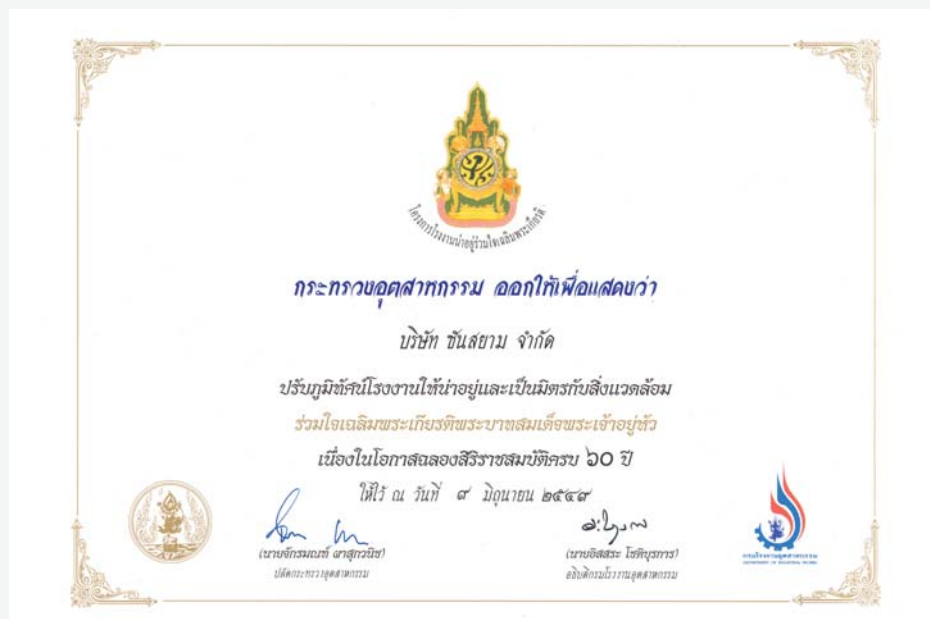 โครงการโรงงานน่าอยู่ร่วมใจเฉลิมพระเกียรติ
กระทรวงอุตสาหกรรม ออกให้เพื่อแสดงว่า
บริษัท ซันสยาม จำกัด
ปรับภูมิทัศน์โรงงานให้น่าอยู่และเป็นมิตรกับสิ่งแวดล้อม
ร่วมใจเฉลิมพระเกียรติพระบาทสมเด็จพระเจ้าอยู่หัว
เนื่องในโอกาสฉลองสิริราชสมบัติครบ ๖๐ ปี
ให้ไว้ ณ วันที่ ๙ มิถุนายน ๒๕๔๙
(นายจักรมณฑ์ ผาสุกวนิช) (นายอิสสระ โชติบุรการ)
ปลัดกระทรวงอุตสาหกรรม อธิบดีกรมโรงงานอุตสาหกรรม
กรมโรงงานอุตสาหกรรม
DEPARTMENT OF INDUSTRIAL WORKS